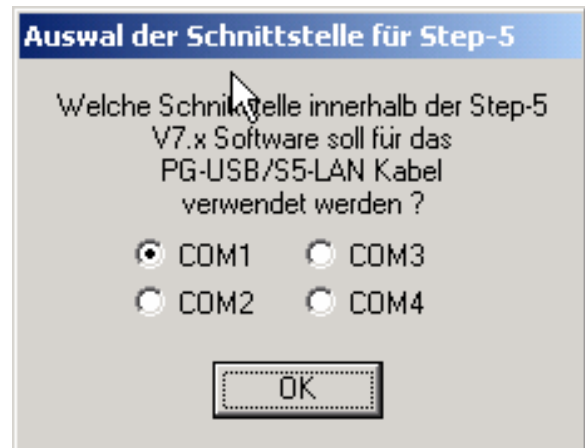 Auswal der Schnittstelle für Step-5
Welche Schnittstelle innerhalb der Step-5
V7.x Software soll für das
PG-USB/S5-LAN Kabel
verwendet werden ?
COM1 COM3
COM2 COM4
OK